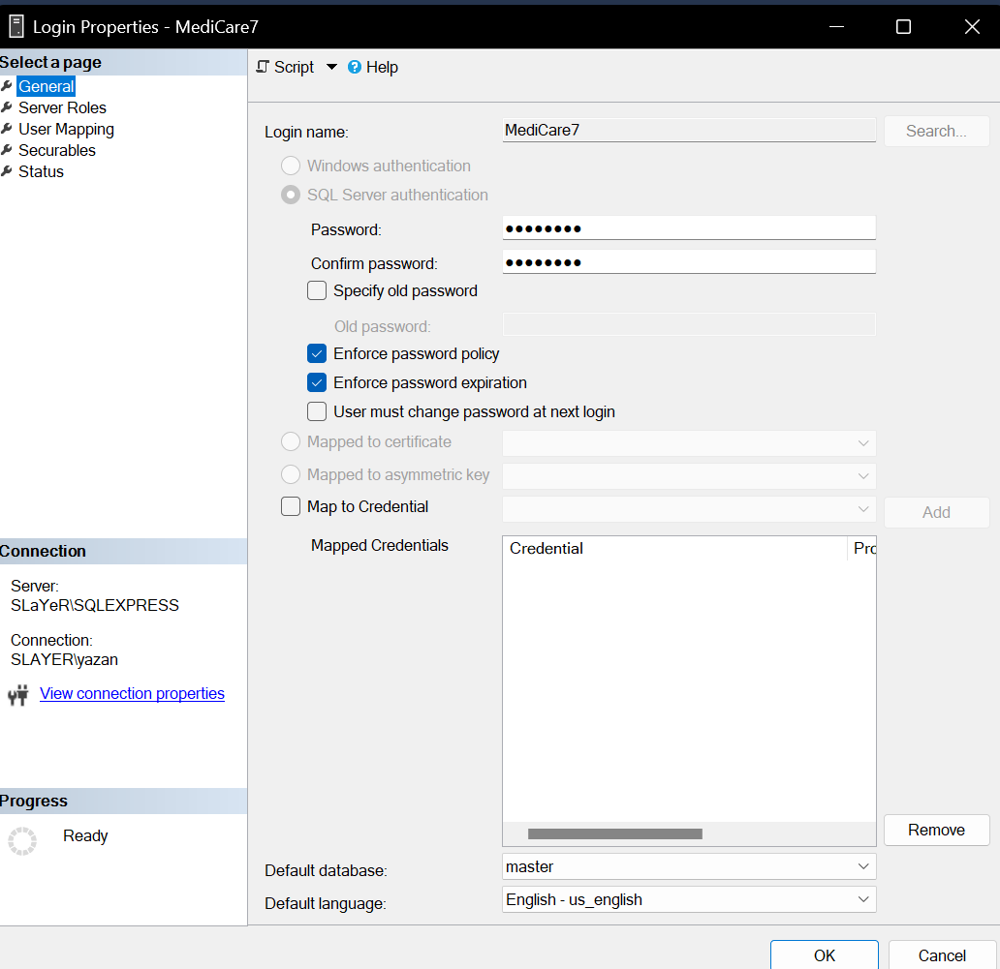 Login Properties - MediCare7
Select a page
General
Server Roles
User Mapping
Securables
Status
Script
Help
Login name:
MediCare7
Search...
Windows authentication
SQL Server authentication
Password:
●●●●●●●●
Confirm password:
●●●●●●●●
Specify old password
Old password:
Enforce password policy
Enforce password expiration
User must change password at next login
Mapped to certificate
Mapped to asymmetric key
Map to Credential
Add
Mapped Credentials
Credential
Pro
Remove
Default database:
master
Default language:
English - us_english
Connection
Server:
SLaYeR\SQLEXPRESS
Connection:
SLAYER\yazan
View connection properties
Progress
Ready
OK
Cancel